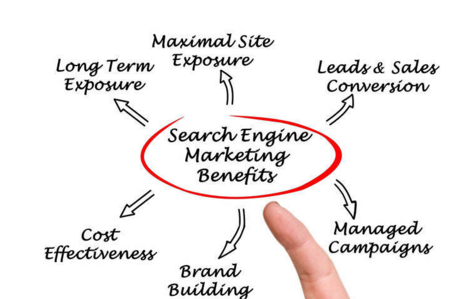 Maximal Site
Exposure
Long Term
Exposure
Leads & Sales
Conversion
Search Engine
Marketing
Benefits
Cost
Effectiveness
Managed
Campaigns
Brand
Building